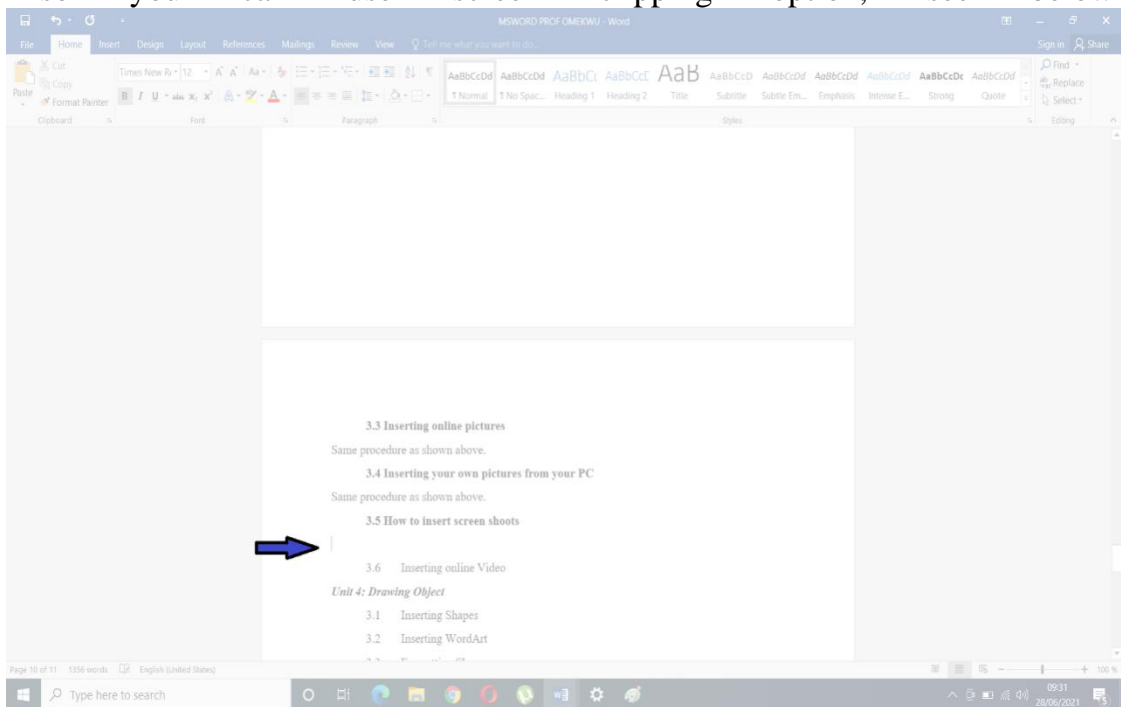 MSWORD PROF OMEKWU - Word
Sign in Share
File Home Insert Design Layout References Mailings Review View Tell me what you want to do...
Cut
Copy
Paste
Format Painter
Clipboard
Times New R 12
Font
Paragraph
AaBbCcDd AaBbCcDd AaBbC AaBbCcD AaB AaBbCcD AaBbCcDd AaBbCcDd AaBbCcDd AaBbCcDc AaBbCcDd
¶ Normal ¶ No Spac... Heading 1 Heading 2 Title Subtitle Subtle Em... Emphasis Intense E... Strong Quote
Styles
Find
Replace
Select
Editing
3.3 Inserting online pictures
Same procedure as shown above.
3.4 Inserting your own pictures from your PC
Same procedure as shown above.
3.5 How to insert screen shoots
3.6 Inserting online Video
Unit 4: Drawing Object
3.1 Inserting Shapes
3.2 Inserting WordArt
Page 10 of 11 1356 words English (United States)
100 %
Type here to search
09:31
28/06/2021